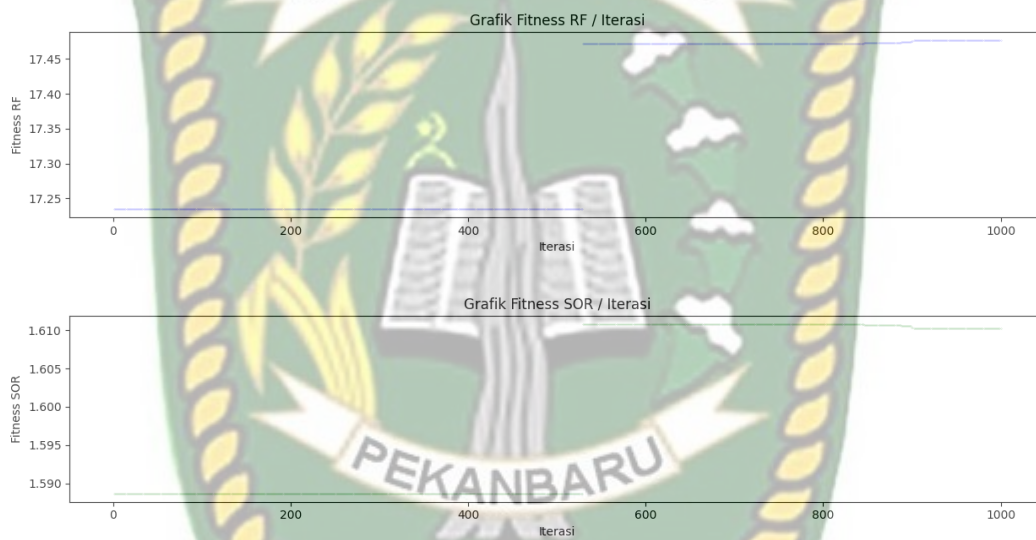 Grafik Fitness RF / Iterasi
Fitness RF
17.45
17.40
17.35
17.30
17.25
0 200 400 600 800 1000
Iterasi
Grafik Fitness SOR / Iterasi
Fitness SOR
1.610
1.605
1.600
1.595
1.590
PEKANBARU
0 200 400 600 800 1000
Iterasi